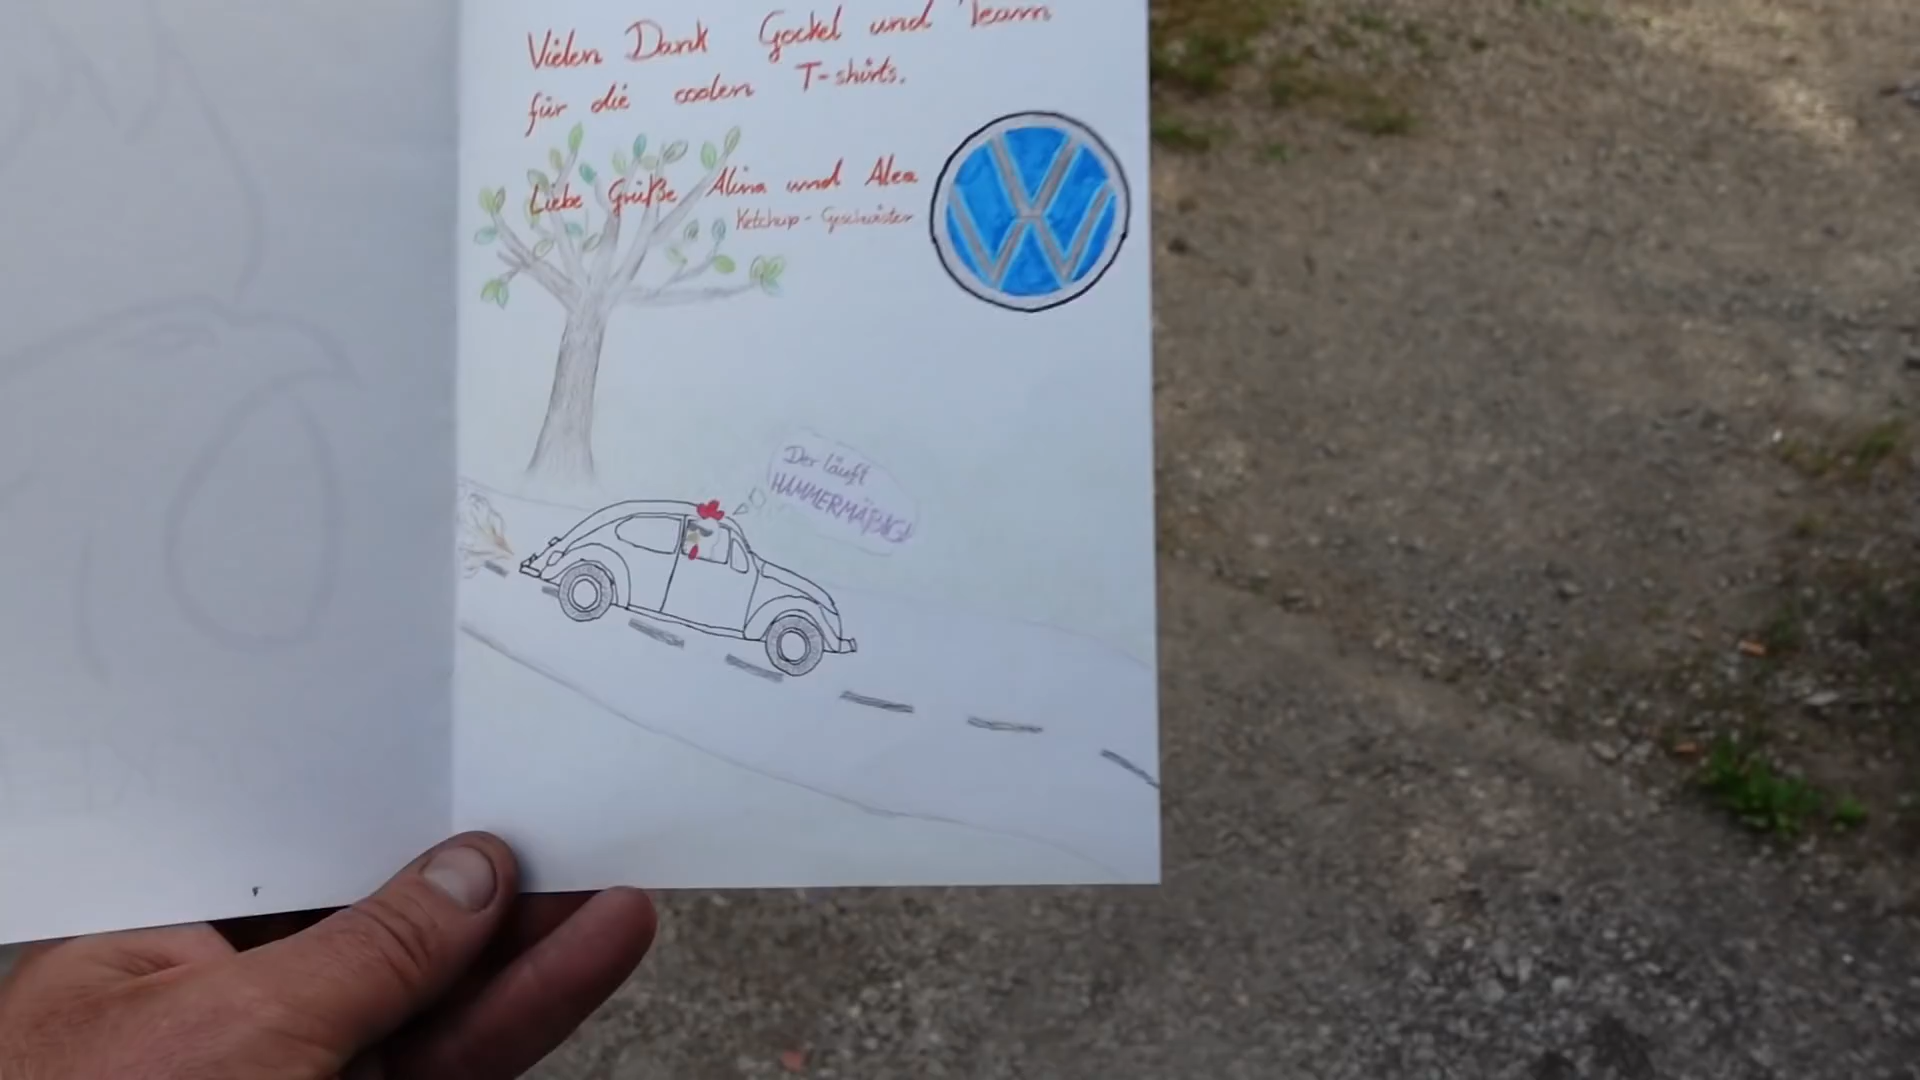 Vielen Dank Gockel und Team
für die coolen T-shirts.
Liebe Grüße Alina und Alea
Ketchup - Geschwister
VW
Der läuft
HAMMERMÄßIG!